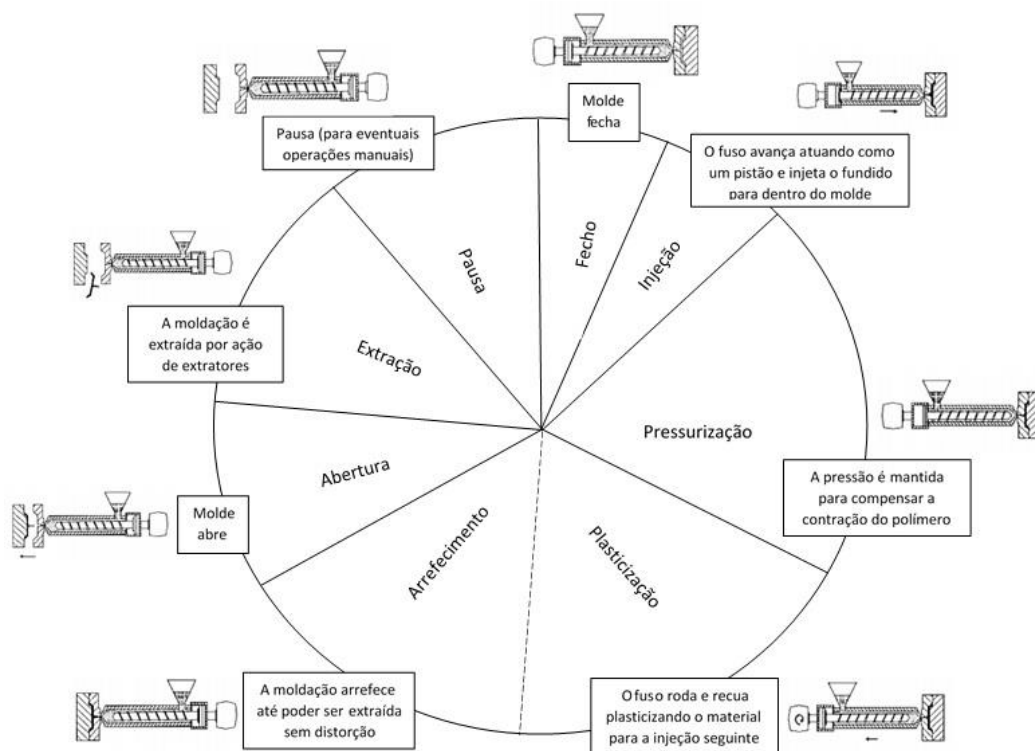 Molde
fecha
Pausa (para eventuais
operações manuais)
O fuso avança atuando como
um pistão e injeta o fundido
para dentro do molde
Pausa
Fecho
Injeção
A moldação é
extraída por ação
de extratores
Extração
Pressurização
A pressão é mantida
para compensar a
contração do polímero
Abertura
Molde
abre
Arrefecimento
Plasticização
A moldação arrefece
até poder ser extraída
sem distorção
O fuso roda e recua
plasticizando o material
para a injeção seguinte